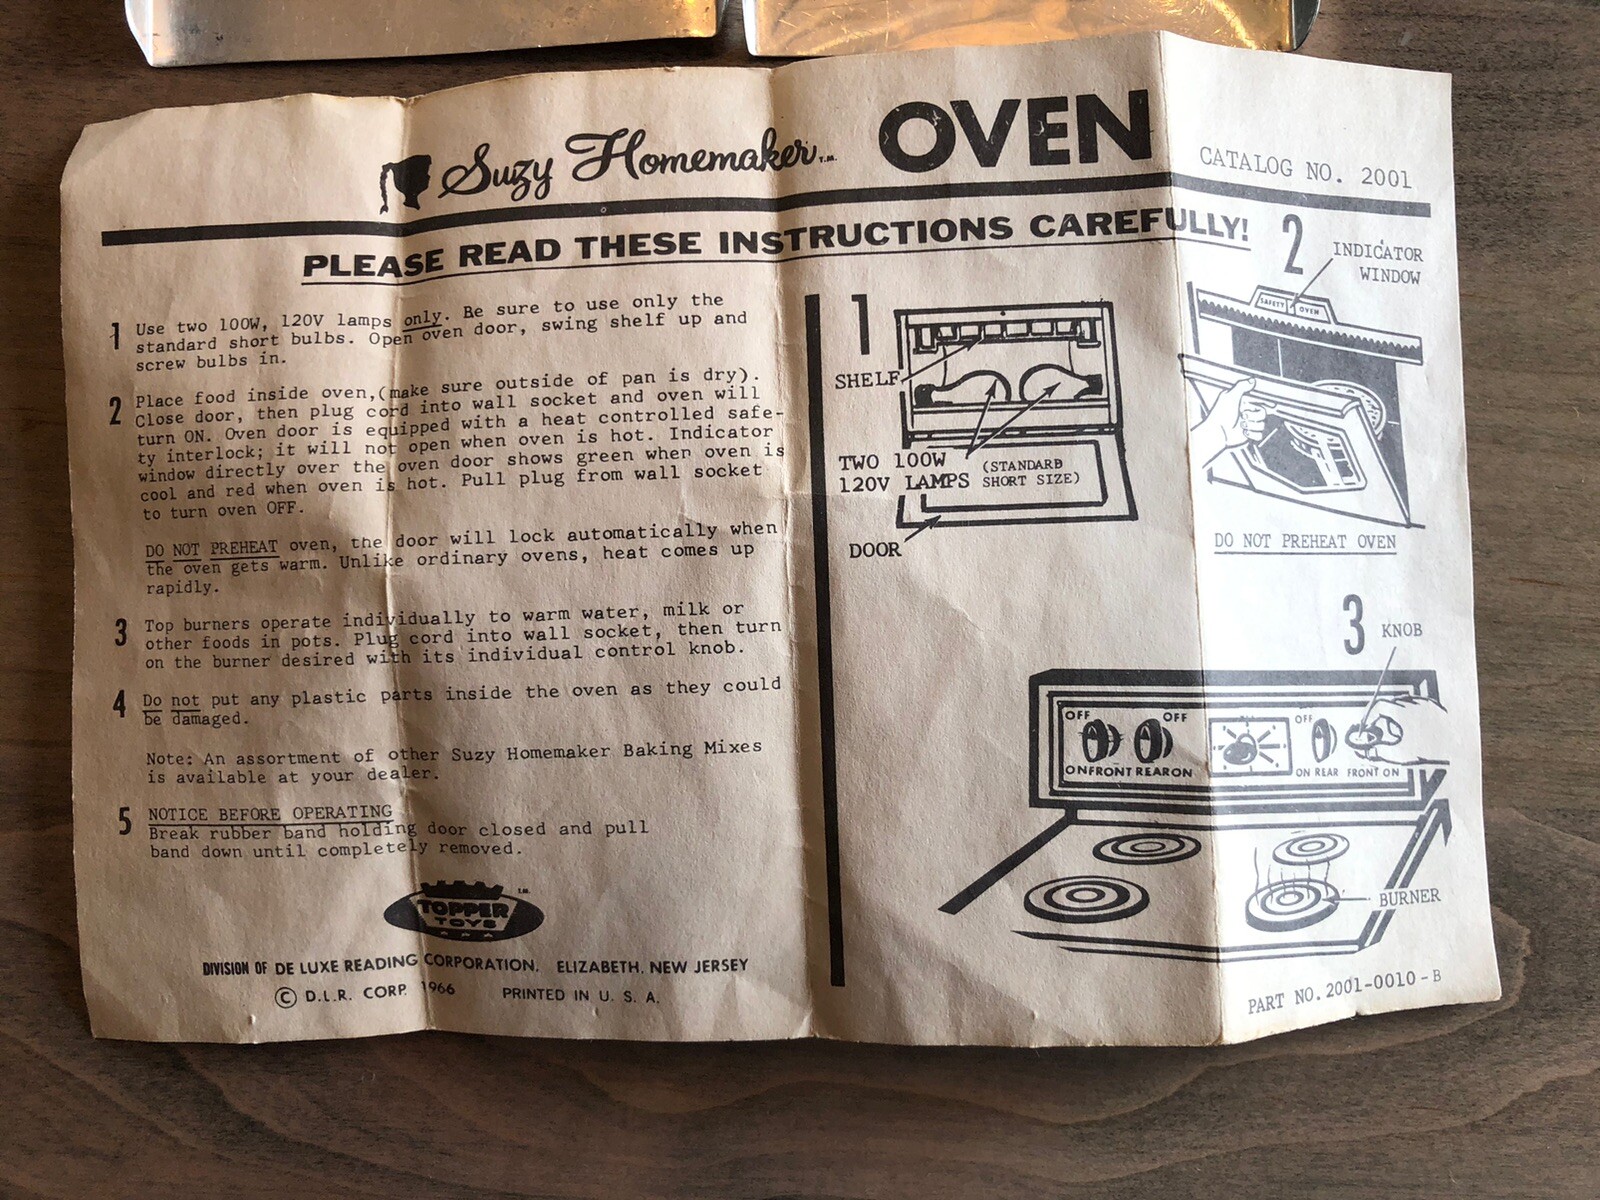 Suzy Homemaker T.M. OVEN
CATALOG NO. 2001
PLEASE READ THESE INSTRUCTIONS CAREFULLY!
1 Use two 100W, 120V lamps only. Be sure to use only the
standard short bulbs. Open oven door, swing shelf up and
screw bulbs in.
2 Place food inside oven,(make sure outside of pan is dry).
Close door, then plug cord into wall socket and oven will
turn ON. Oven door is equipped with a heat controlled safe-
ty interlock; it will not open when oven is hot. Indicator
window directly over the oven door shows green when oven is
cool and red when oven is hot. Pull plug from wall socket
to turn oven OFF.
DO NOT PREHEAT oven, the door will lock automatically when
the oven gets warm. Unlike ordinary ovens, heat comes up
rapidly.
3 Top burners operate individually to warm water, milk or
other foods in pots. Plug cord into wall socket, then turn
on the burner desired with its individual control knob.
4 Do not put any plastic parts inside the oven as they could
be damaged.
Note: An assortment of other Suzy Homemaker Baking Mixes
is available at your dealer.
5 NOTICE BEFORE OPERATING
Break rubber band holding door closed and pull
band down until completely removed.
TOPPER T.M.
TOYS
DIVISION OF DE LUXE READING CORPORATION. ELIZABETH, NEW JERSEY
© D.L.R. CORP. 1966 PRINTED IN U. S. A.
1
SHELF
TWO 100W (STANDARD
120V LAMPS SHORT SIZE)
DOOR
2
INDICATOR
WINDOW
SAFETY OVEN
DO NOT PREHEAT OVEN
3
KNOB
OFF OFF OFF
ON FRONT REAR ON ON REAR FRONT ON
BURNER
PART NO. 2001-0010-B